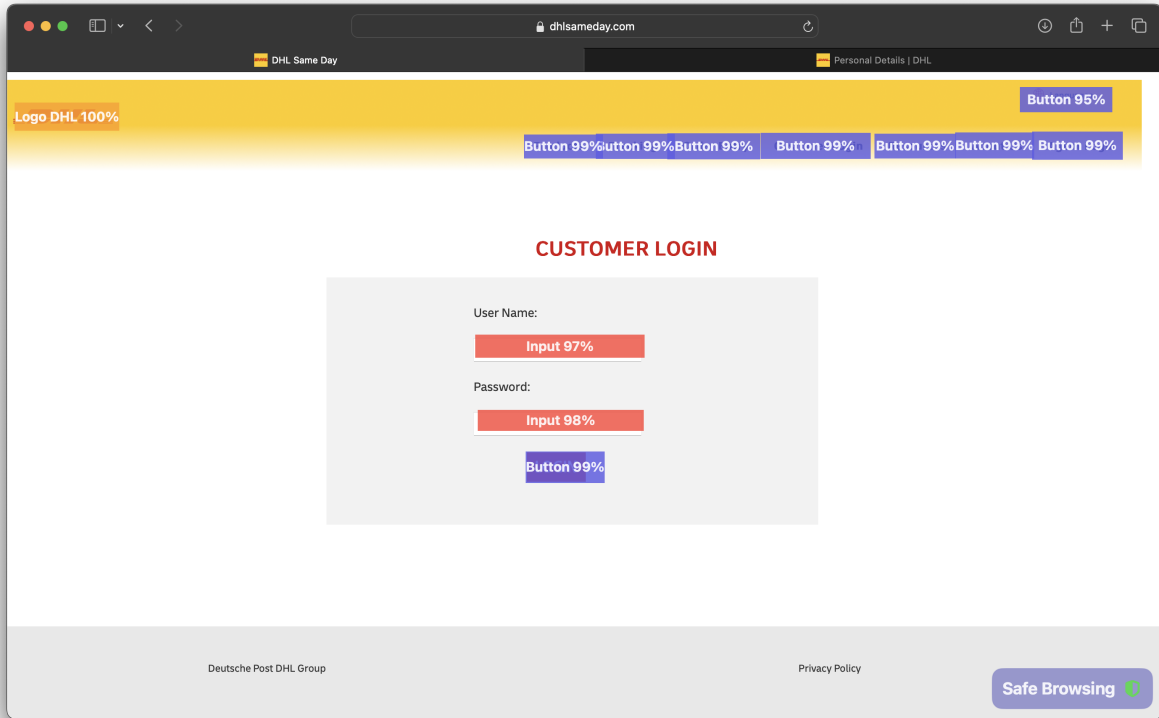 dhlsameday.com
DHL Same Day
Personal Details | DHL
Button 95%
Logo DHL 100%
Button 99% Button 99% Button 99% Button 99% Button 99% Button 99% Button 99%
CUSTOMER LOGIN
User Name:
Input 97%
Password:
Input 98%
Button 99%
Deutsche Post DHL Group
Privacy Policy
Safe Browsing